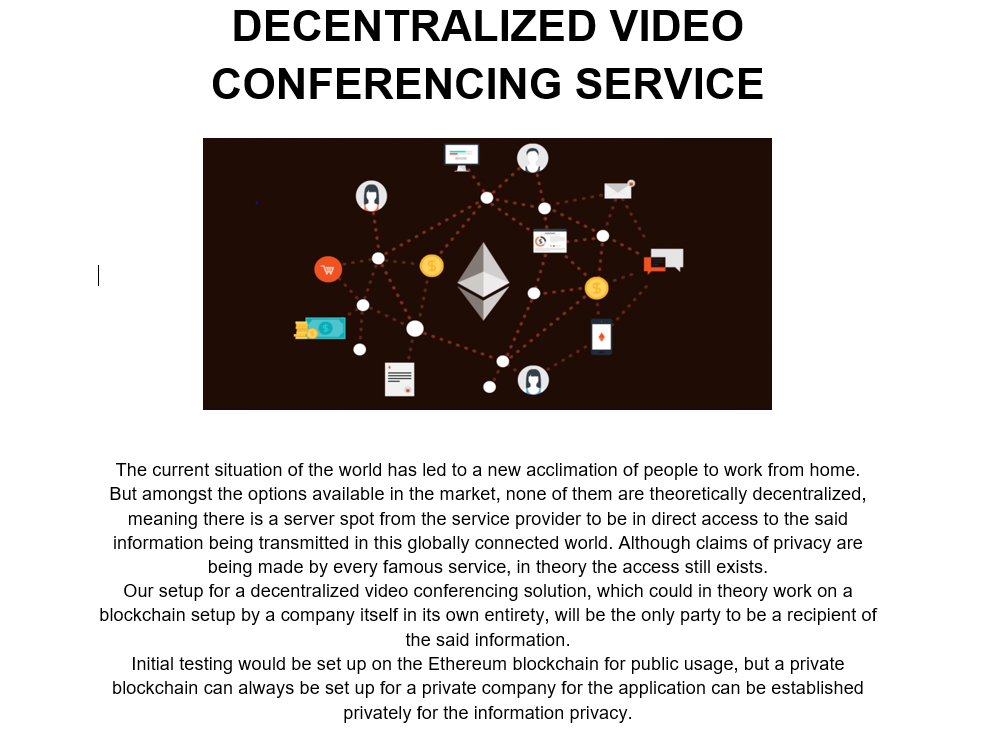 DECENTRALIZED VIDEO
CONFERENCING SERVICE
The current situation of the world has led to a new acclimation of people to work from home.
But amongst the options available in the market, none of them are theoretically decentralized,
meaning there is a server spot from the service provider to be in direct access to the said
information being transmitted in this globally connected world. Although claims of privacy are
being made by every famous service, in theory the access still exists.
Our setup for a decentralized video conferencing solution, which could in theory work on a
blockchain setup by a company itself in its own entirety, will be the only party to be a recipient of
the said information.
Initial testing would be set up on the Ethereum blockchain for public usage, but a private
blockchain can always be set up for a private company for the application can be established
privately for the information privacy.